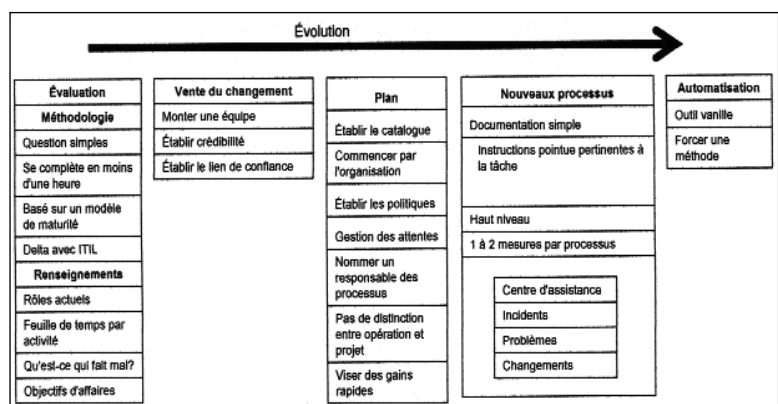 Évolution
Évaluation
Méthodologie
Question simples
Se complète en moins
d'une heure
Basé sur un modèle
de maturité
Delta avec ITIL
Renseignements
Rôles actuels
Feuille de temps par
activité
Qu'est-ce qui fait mal?
Objectifs d'affaires
Vente du changement
Monter une équipe
Établir crédibilité
Établir le lien de confiance
Plan
Établir le catalogue
Commencer par
l'organisation
Établir les politiques
Gestion des attentes
Nommer un
responsable des
processus
Pas de distinction
entre opération et
projet
Viser des gains
rapides
Nouveaux processus
Documentation simple
Instructions pointue pertinentes à
la tâche
Haut niveau
1 à 2 mesures par processus
Centre d'assistance
Incidents
Problèmes
Changements
Automatisation
Outil vanille
Forcer une
méthode